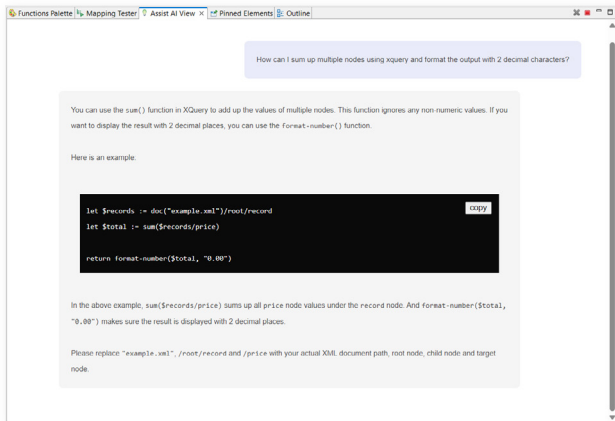 Functions Palette Mapping Tester Assist AI View × Pinned Elements Outline
How can I sum up multiple nodes using xquery and format the output with 2 decimal characters?
You can use the sum() function in XQuery to add up the values of multiple nodes. This function ignores any non-numeric values. If you
want to display the result with 2 decimal places, you can use the format-number() function.
Here is an example:
copy
let $records := doc("example.xml")/root/record
let $total := sum($records/price)
return format-number($total, "0.00")
In the above example, sum($records/price) sums up all price node values under the record node. And format-number($total,
"0.00") makes sure the result is displayed with 2 decimal places.
Please replace "example.xml", /root/record and /price with your actual XML document path, root node, child node and target
node.